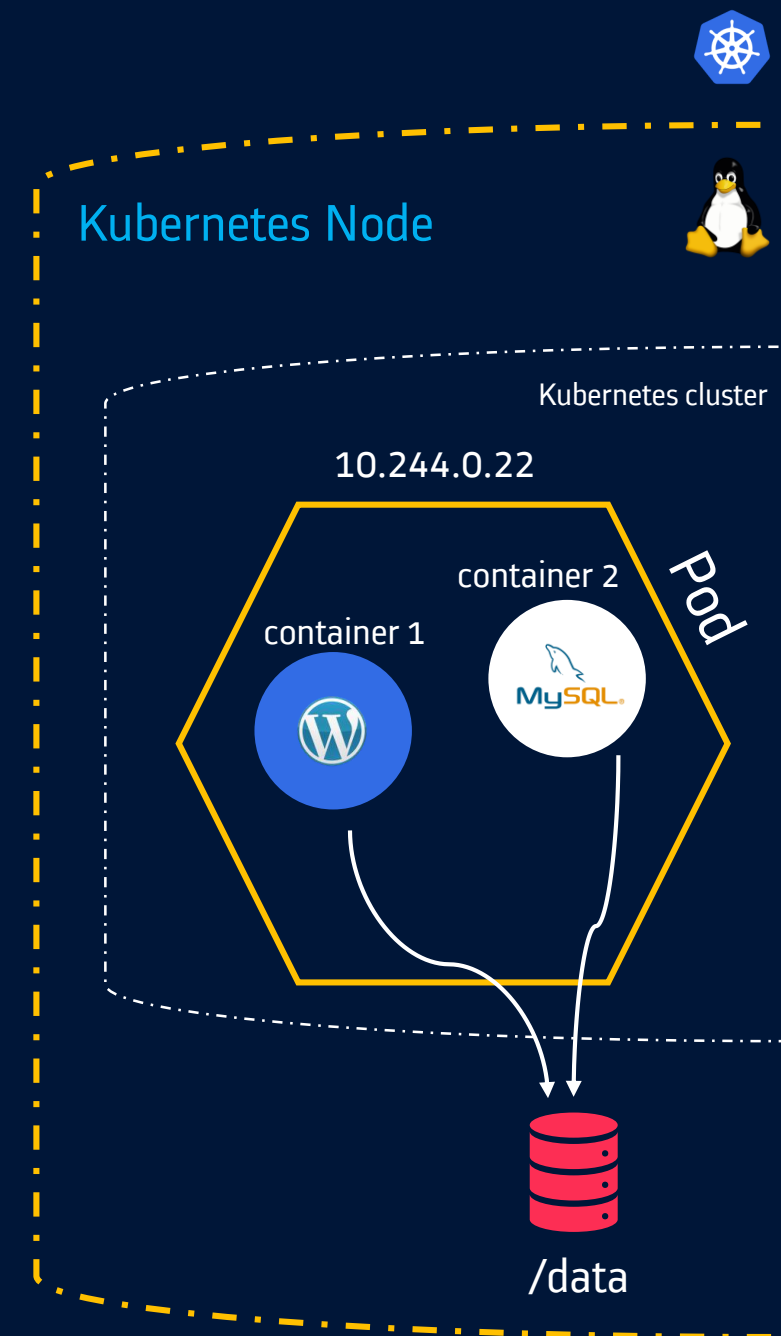 Kubernetes Node
Kubernetes cluster
10.244.0.22
Pod
container 2
container 1
W
MySQL®
/data